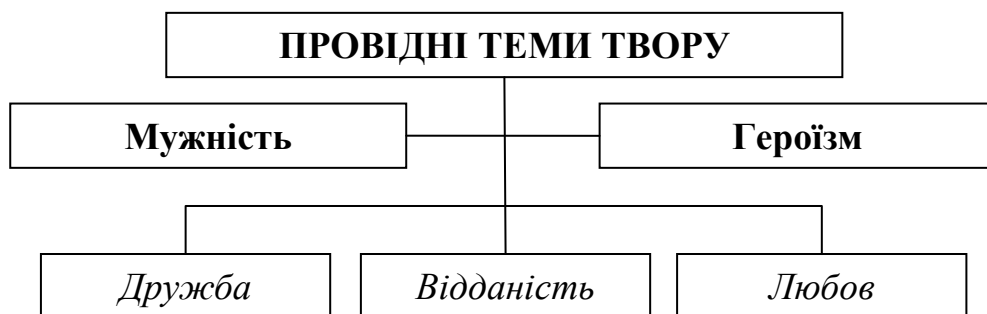 ПРОВІДНІ ТЕМИ ТВОРУ
Мужність
Героїзм
Дружба
Відданість
Любов